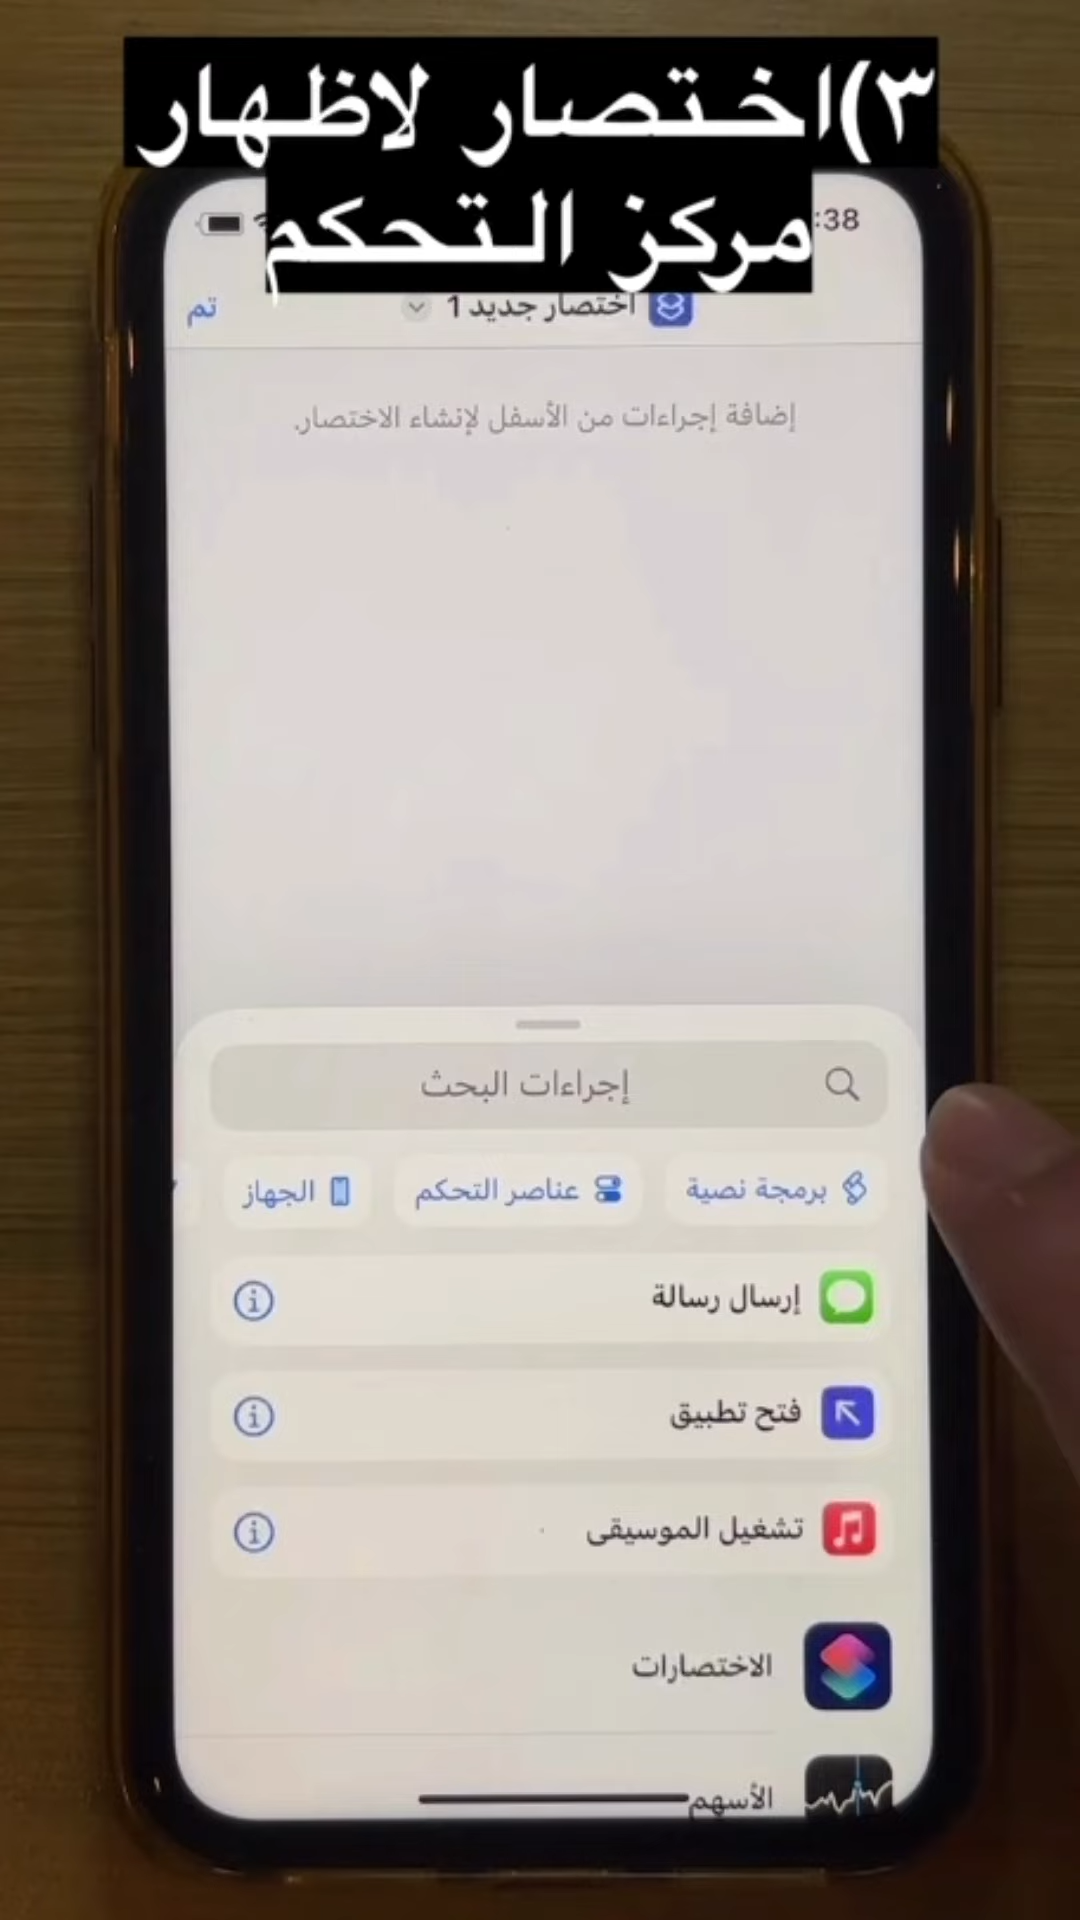 ٣)اختصار لاظهار
مركز التحكم
:38
اختصار جديد 1
تم
إضافة إجراءات من الأسفل لإنشاء الاختصار.
إجراءات البحث
برمجة نصية
عناصر التحكم
الجهاز
إرسال رسالة
فتح تطبيق
تشغيل الموسيقى
الاختصارات
الأسهم